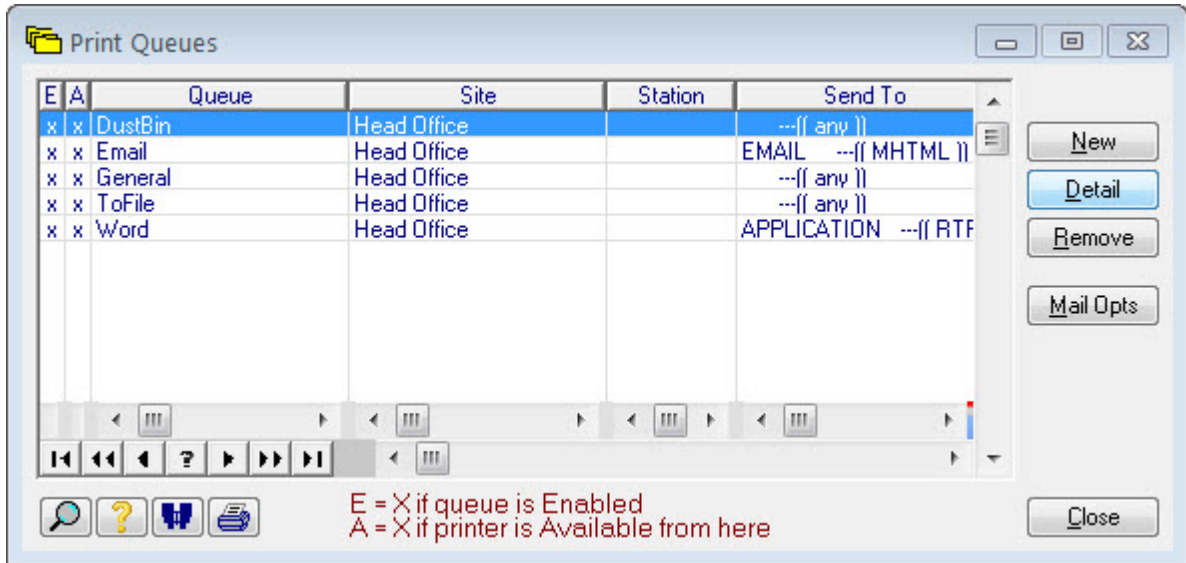 Print Queues
E A Queue Site Station Send To
x x DustBin Head Office ---(( any ))
x x Email Head Office EMAIL ---(( MHTML ))
x x General Head Office ---(( any ))
x x ToFile Head Office ---(( any ))
x x Word Head Office APPLICATION ---(( RTF
New
Detail
Remove
Mail Opts
?
?
E = X if queue is Enabled
A = X if printer is Available from here
Close